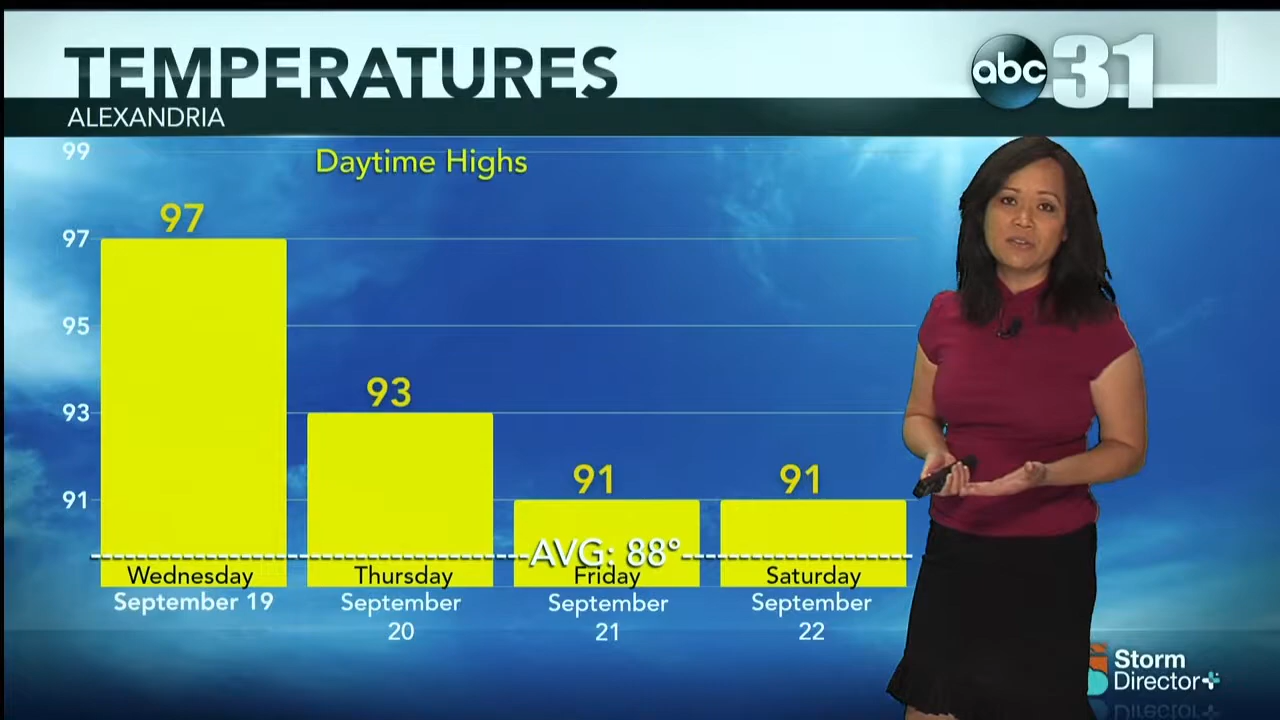 TEMPERATURES
abc 31
ALEXANDRIA
Daytime Highs
99
97
95
93
91
97
93
91
91
AVG: 88°
Wednesday
September 19
Thursday
September
20
Friday
September
21
Saturday
September
22
Storm
Director+